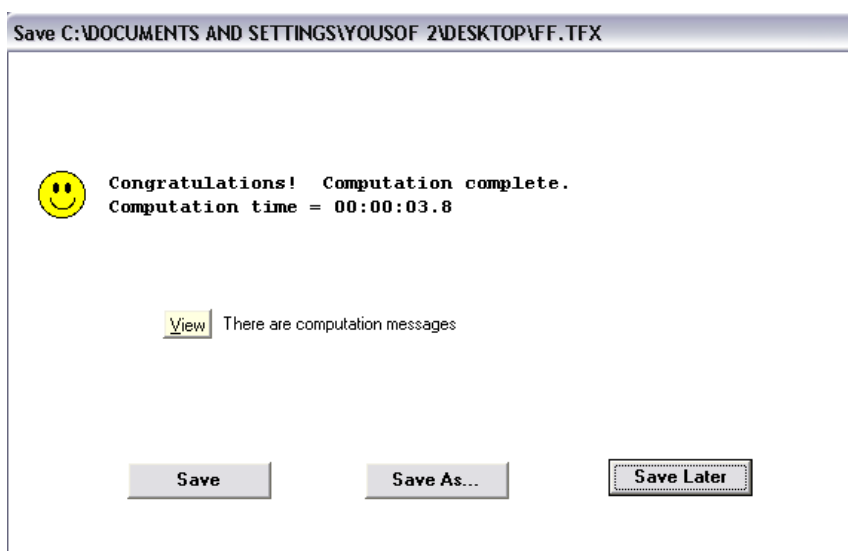 Save C:\DOCUMENTS AND SETTINGS\YOUSOF 2\DESKTOP\FF.TFX
Congratulations!  Computation complete.
Computation time = 00:00:03.8
View There are computation messages
Save Save As... Save Later